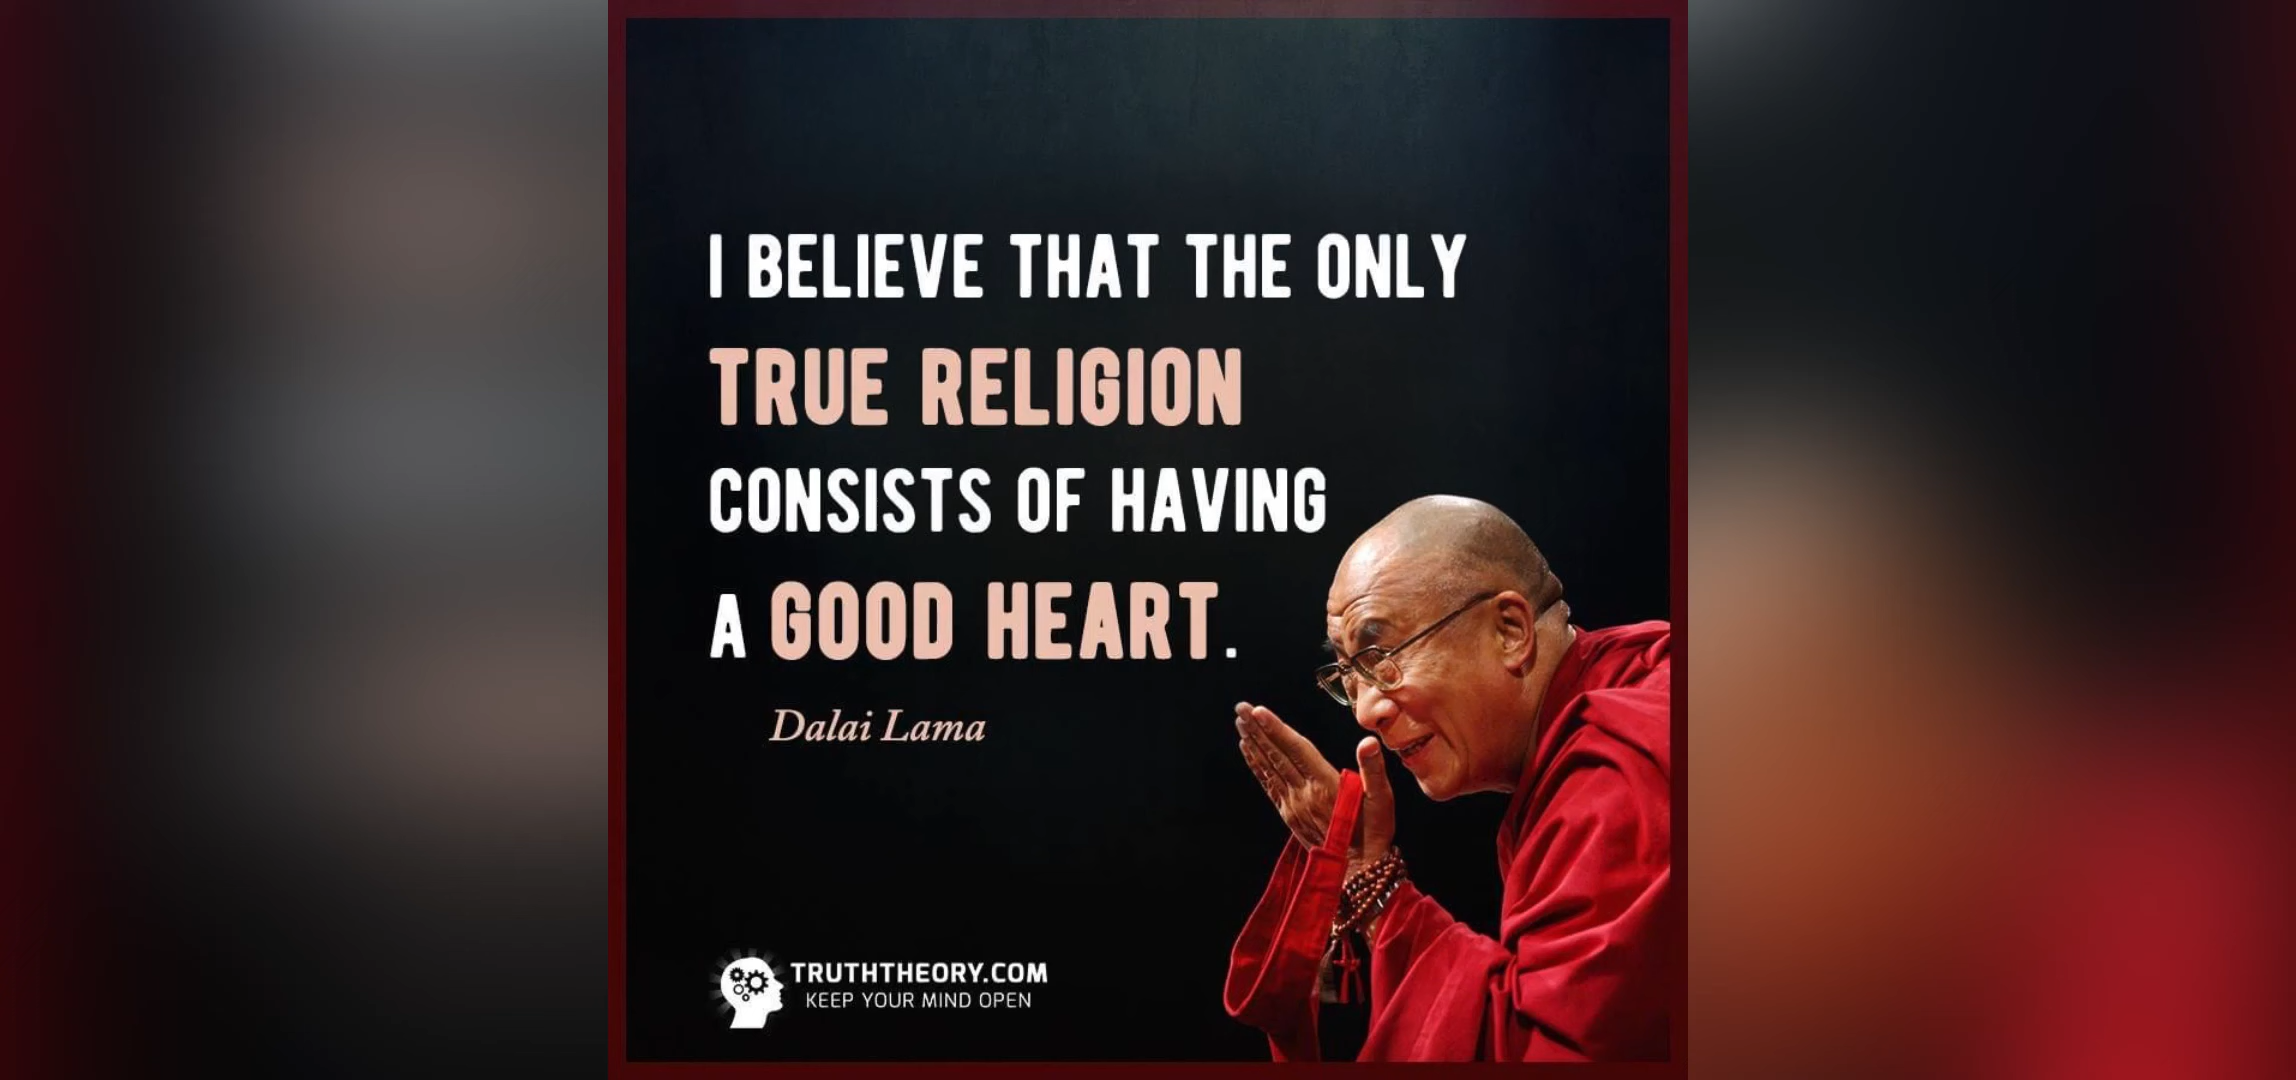 I BELIEVE THAT THE ONLY
TRUE RELIGION
CONSISTS OF HAVING
A GOOD HEART.
Dalai Lama
TRUTHTHEORY.COM
KEEP YOUR MIND OPEN